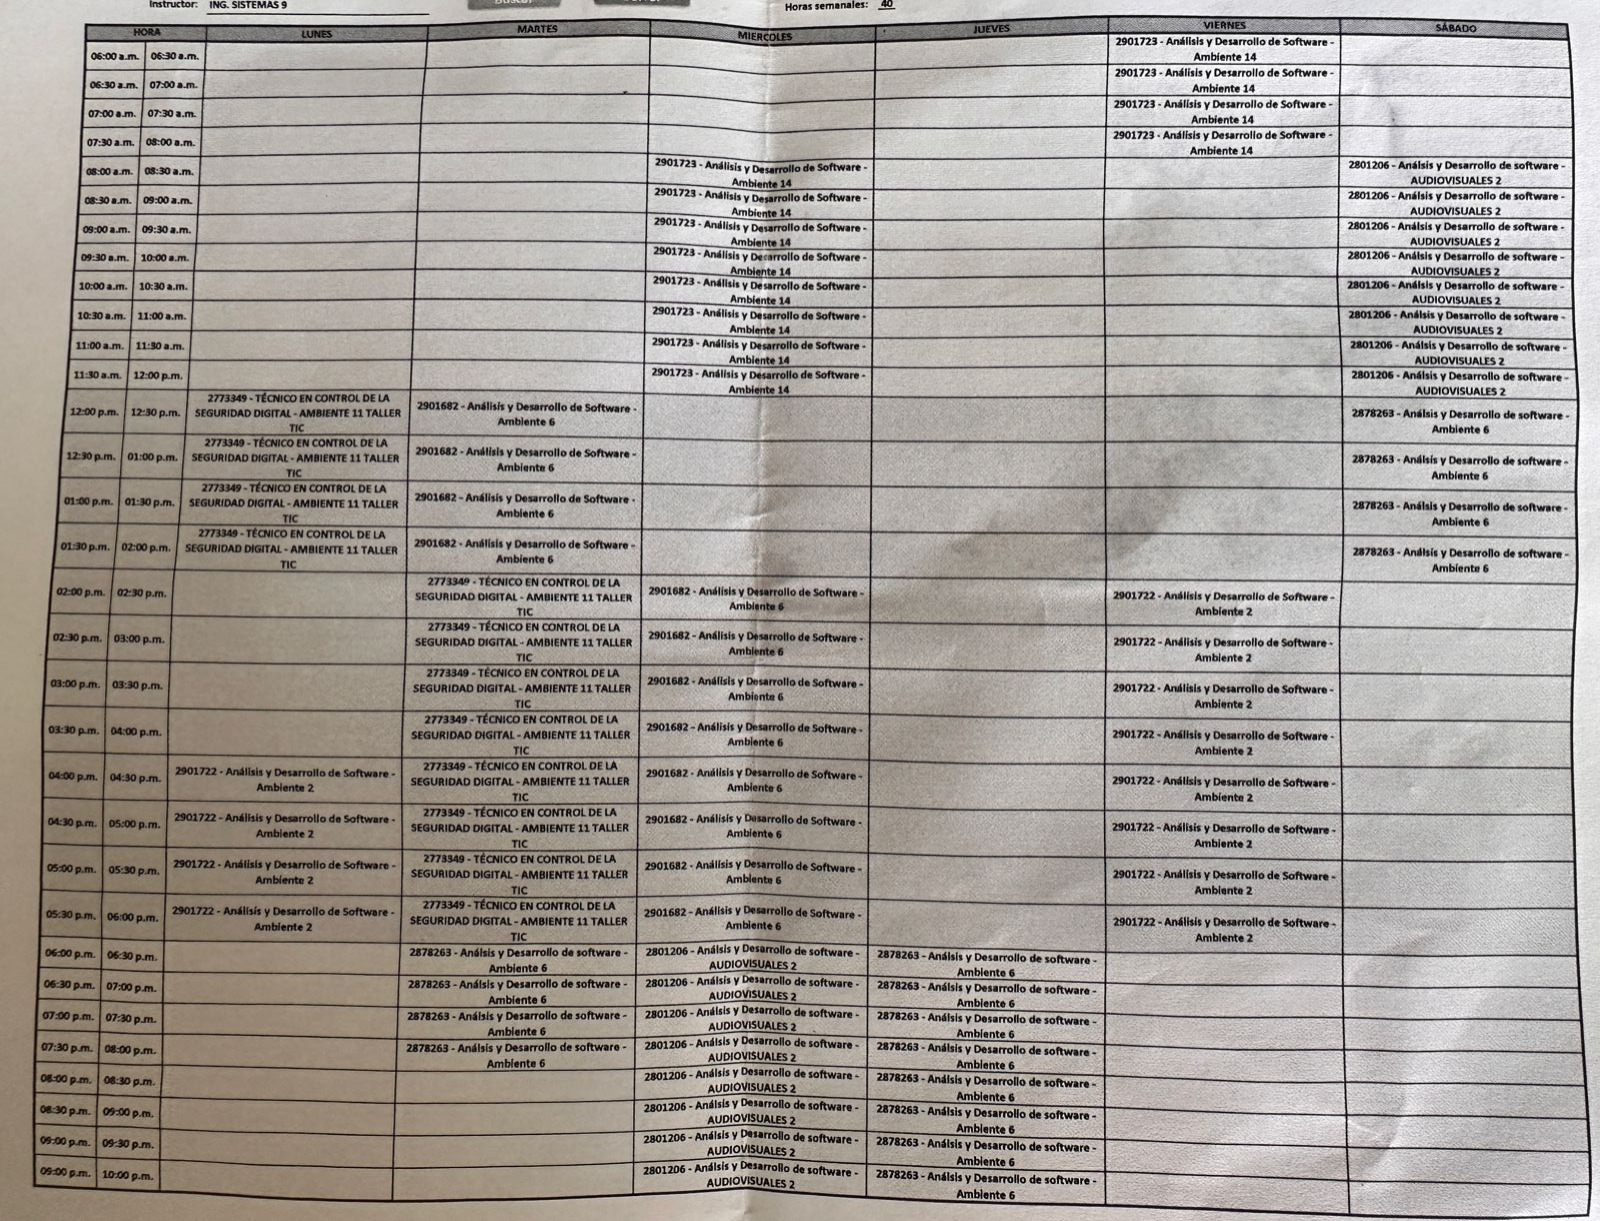 Instructor: ING. SISTEMAS 9
Horas semanales: 40
HORA LUNES MARTES MIERCOLES JUEVES VIERNES SÁBADO
06:00 a.m. 06:30 a.m. 2901723 - Análisis y Desarrollo de Software -
Ambiente 14
06:30 a.m. 07:00 a.m. 2901723 - Análisis y Desarrollo de Software -
Ambiente 14
07:00 a.m. 07:30 a.m. 2901723 - Análisis y Desarrollo de Software -
Ambiente 14
07:30 a.m. 08:00 a.m. 2901723 - Análisis y Desarrollo de Software -
Ambiente 14
08:00 a.m. 08:30 a.m. 2901723 - Análisis y Desarrollo de Software - 2801206 - Análsis y Desarrollo de software -
Ambiente 14 AUDIOVISUALES 2
08:30 a.m. 09:00 a.m. 2901723 - Análisis y Desarrollo de Software - 2801206 - Análsis y Desarrollo de software -
Ambiente 14 AUDIOVISUALES 2
09:00 a.m. 09:30 a.m. 2901723 - Análisis y Desarrollo de Software - 2801206 - Análsis y Desarrollo de software -
Ambiente 14 AUDIOVISUALES 2
09:30 a.m. 10:00 a.m. 2901723 - Análisis y Desarrollo de Software - 2801206 - Análsis y Desarrollo de software -
Ambiente 14 AUDIOVISUALES 2
10:00 a.m. 10:30 a.m. 2901723 - Análisis y Desarrollo de Software - 2801206 - Análsis y Desarrollo de software -
Ambiente 14 AUDIOVISUALES 2
10:30 a.m. 11:00 a.m. 2901723 - Análisis y Desarrollo de Software - 2801206 - Análsis y Desarrollo de software -
Ambiente 14 AUDIOVISUALES 2
11:00 a.m. 11:30 a.m. 2901723 - Análisis y Desarrollo de Software - 2801206 - Análsis y Desarrollo de software -
Ambiente 14 AUDIOVISUALES 2
11:30 a.m. 12:00 p.m. 2901723 - Análisis y Desarrollo de Software - 2801206 - Análsis y Desarrollo de software -
Ambiente 14 AUDIOVISUALES 2
2773349 - TÉCNICO EN CONTROL DE LA
12:00 p.m. 12:30 p.m. SEGURIDAD DIGITAL - AMBIENTE 11 TALLER 2901682 - Análisis y Desarrollo de Software - 2878263 - Análsis y Desarrollo de software -
TIC Ambiente 6 Ambiente 6
2773349 - TÉCNICO EN CONTROL DE LA
12:30 p.m. 01:00 p.m. SEGURIDAD DIGITAL - AMBIENTE 11 TALLER 2901682 - Análisis y Desarrollo de Software - 2878263 - Análsis y Desarrollo de software -
TIC Ambiente 6 Ambiente 6
2773349 - TÉCNICO EN CONTROL DE LA
01:00 p.m. 01:30 p.m. SEGURIDAD DIGITAL - AMBIENTE 11 TALLER 2901682 - Análisis y Desarrollo de Software - 2878263 - Análsis y Desarrollo de software -
TIC Ambiente 6 Ambiente 6
2773349 - TÉCNICO EN CONTROL DE LA
01:30 p.m. 02:00 p.m. SEGURIDAD DIGITAL - AMBIENTE 11 TALLER 2901682 - Análisis y Desarrollo de Software - 2878263 - Análsis y Desarrollo de software -
TIC Ambiente 6 Ambiente 6
2773349 - TÉCNICO EN CONTROL DE LA
02:00 p.m. 02:30 p.m. SEGURIDAD DIGITAL - AMBIENTE 11 TALLER 2901682 - Análisis y Desarrollo de Software - 2901722 - Análisis y Desarrollo de Software -
TIC Ambiente 6 Ambiente 2
2773349 - TÉCNICO EN CONTROL DE LA
02:30 p.m. 03:00 p.m. SEGURIDAD DIGITAL - AMBIENTE 11 TALLER 2901682 - Análisis y Desarrollo de Software - 2901722 - Análisis y Desarrollo de Software -
TIC Ambiente 6 Ambiente 2
2773349 - TÉCNICO EN CONTROL DE LA
03:00 p.m. 03:30 p.m. SEGURIDAD DIGITAL - AMBIENTE 11 TALLER 2901682 - Análisis y Desarrollo de Software - 2901722 - Análisis y Desarrollo de Software -
TIC Ambiente 6 Ambiente 2
2773349 - TÉCNICO EN CONTROL DE LA
03:30 p.m. 04:00 p.m. SEGURIDAD DIGITAL - AMBIENTE 11 TALLER 2901682 - Análisis y Desarrollo de Software - 2901722 - Análisis y Desarrollo de Software -
TIC Ambiente 6 Ambiente 2
2773349 - TÉCNICO EN CONTROL DE LA
04:00 p.m. 04:30 p.m. 2901722 - Análisis y Desarrollo de Software - SEGURIDAD DIGITAL - AMBIENTE 11 TALLER 2901682 - Análisis y Desarrollo de Software - 2901722 - Análisis y Desarrollo de Software -
Ambiente 2 TIC Ambiente 6 Ambiente 2
2773349 - TÉCNICO EN CONTROL DE LA
04:30 p.m. 05:00 p.m. 2901722 - Análisis y Desarrollo de Software - SEGURIDAD DIGITAL - AMBIENTE 11 TALLER 2901682 - Análisis y Desarrollo de Software - 2901722 - Análisis y Desarrollo de Software -
Ambiente 2 TIC Ambiente 6 Ambiente 2
2773349 - TÉCNICO EN CONTROL DE LA
05:00 p.m. 05:30 p.m. 2901722 - Análisis y Desarrollo de Software - SEGURIDAD DIGITAL - AMBIENTE 11 TALLER 2901682 - Análisis y Desarrollo de Software - 2901722 - Análisis y Desarrollo de Software -
Ambiente 2 TIC Ambiente 6 Ambiente 2
2773349 - TÉCNICO EN CONTROL DE LA
05:30 p.m. 06:00 p.m. 2901722 - Análisis y Desarrollo de Software - SEGURIDAD DIGITAL - AMBIENTE 11 TALLER 2901682 - Análisis y Desarrollo de Software - 2901722 - Análisis y Desarrollo de Software -
Ambiente 2 TIC Ambiente 6 Ambiente 2
06:00 p.m. 06:30 p.m. 2878263 - Análsis y Desarrollo de software - 2801206 - Análsis y Desarrollo de software - 2878263 - Análsis y Desarrollo de software -
Ambiente 6 AUDIOVISUALES 2 Ambiente 6
06:30 p.m. 07:00 p.m. 2878263 - Análsis y Desarrollo de software - 2801206 - Análsis y Desarrollo de software - 2878263 - Análsis y Desarrollo de software -
Ambiente 6 AUDIOVISUALES 2 Ambiente 6
07:00 p.m. 07:30 p.m. 2878263 - Análsis y Desarrollo de software - 2801206 - Análsis y Desarrollo de software - 2878263 - Análsis y Desarrollo de software -
Ambiente 6 AUDIOVISUALES 2 Ambiente 6
07:30 p.m. 08:00 p.m. 2878263 - Análsis y Desarrollo de software - 2801206 - Análsis y Desarrollo de software - 2878263 - Análsis y Desarrollo de software -
Ambiente 6 AUDIOVISUALES 2 Ambiente 6
08:00 p.m. 08:30 p.m. 2801206 - Análsis y Desarrollo de software - 2878263 - Análsis y Desarrollo de software -
AUDIOVISUALES 2 Ambiente 6
08:30 p.m. 09:00 p.m. 2801206 - Análsis y Desarrollo de software - 2878263 - Análsis y Desarrollo de software -
AUDIOVISUALES 2 Ambiente 6
09:00 p.m. 09:30 p.m. 2801206 - Análsis y Desarrollo de software - 2878263 - Análsis y Desarrollo de software -
AUDIOVISUALES 2 Ambiente 6
09:00 p.m. 10:00 p.m. 2801206 - Análsis y Desarrollo de software - 2878263 - Análsis y Desarrollo de software -
AUDIOVISUALES 2 Ambiente 6